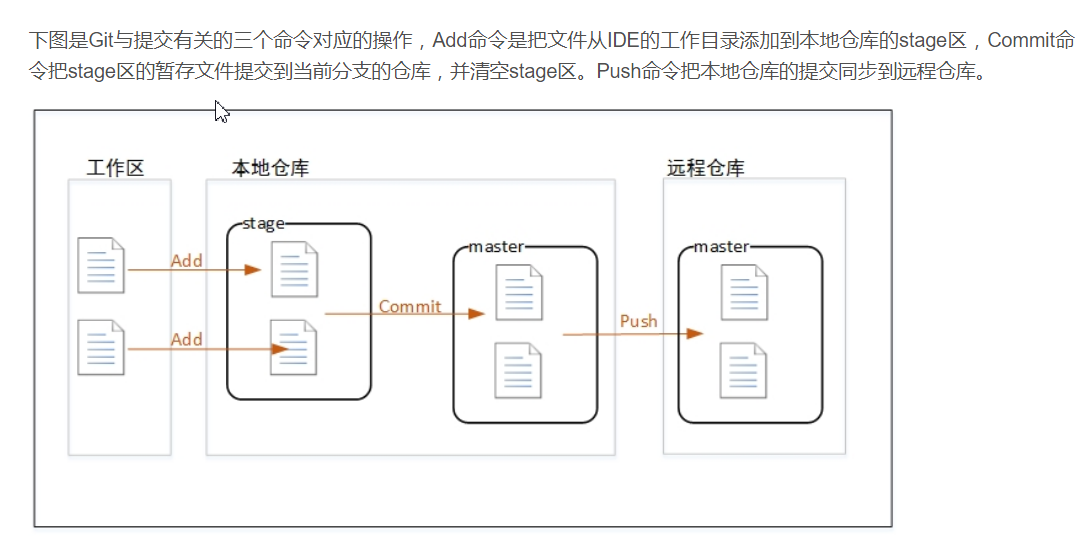 下图是Git与提交有关的三个命令对应的操作，Add命令是把文件从IDE的工作目录添加到本地仓库的stage区，Commit命
令把stage区的暂存文件提交到当前分支的仓库，并清空stage区。Push命令把本地仓库的提交同步到远程仓库。
工作区
本地仓库
远程仓库
stage
master
master
Add
Commit
Push
Add